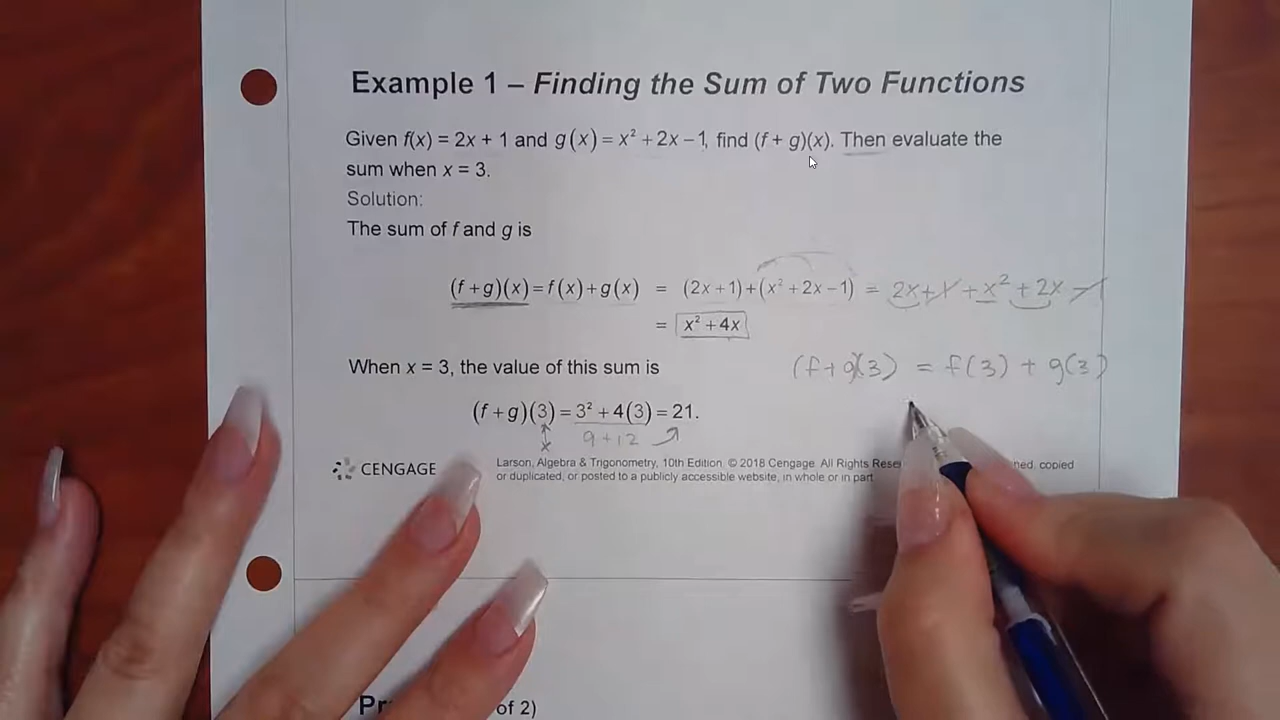 Example 1 – Finding the Sum of Two Functions
Given f(x) = 2x + 1 and g(x) = x² + 2x − 1, find (f + g)(x). Then evaluate the
sum when x = 3.
Solution:
The sum of f and g is
(f + g)(x) = f(x) + g(x) = (2x + 1) + (x² + 2x − 1) = 2x + 1 + x² + 2x − 1
= x² + 4x
When x = 3, the value of this sum is
(f+g)(3) = f(3) + g(3)
(f + g)(3) = 3² + 4(3) = 21.
9 + 12
x
CENGAGE
Larson, Algebra & Trigonometry, 10th Edition. © 2018 Cengage. All Rights copied
or duplicated, or posted to a publicly accessible website, in whole or in part
of 2)